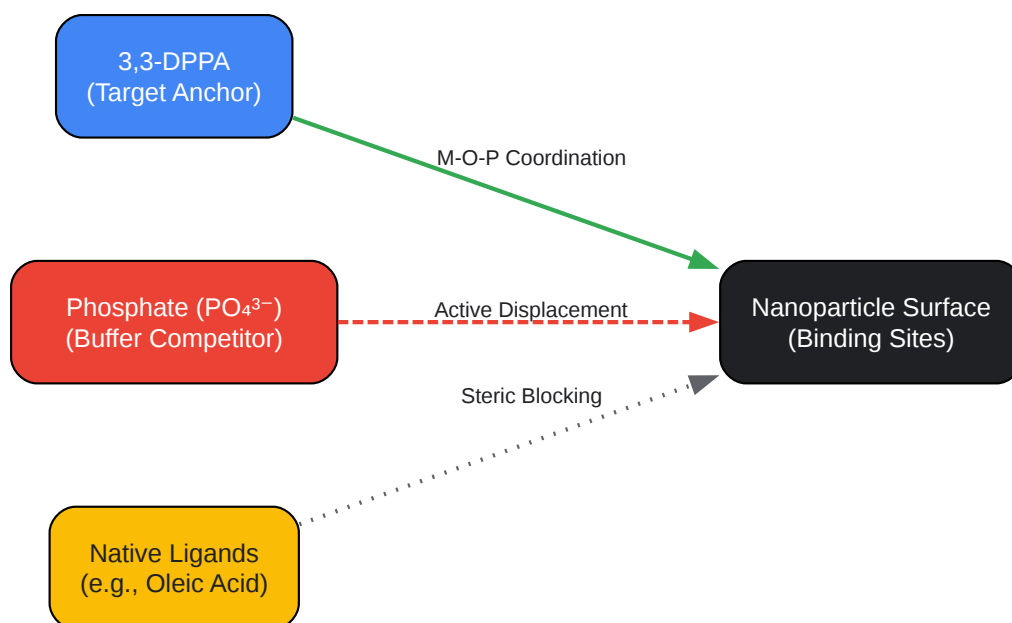 3,3-DPPA
(Target Anchor)
M-O-P Coordination
Phosphate (PO₄³⁻)
(Buffer Competitor)
Active Displacement
Nanoparticle Surface
(Binding Sites)
Steric Blocking
Native Ligands
(e.g., Oleic Acid)